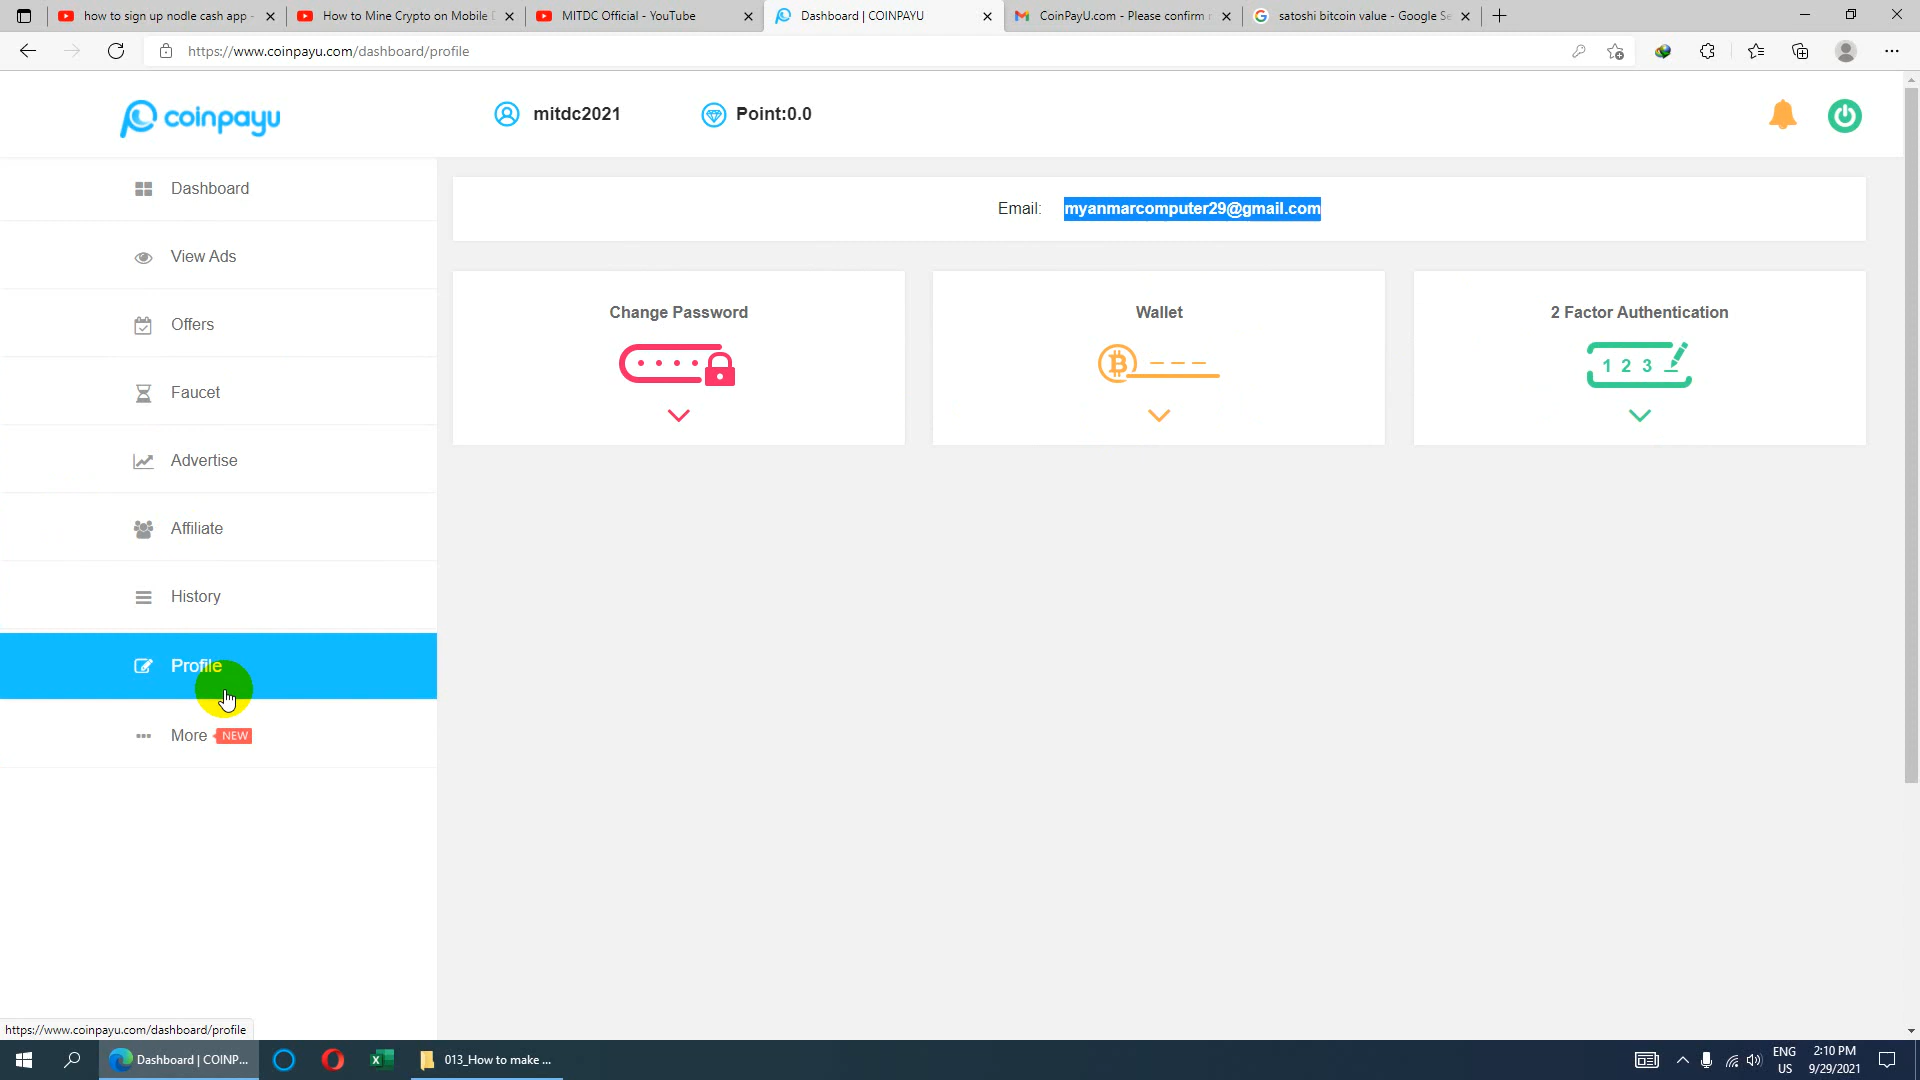 how to sign up nodle cash app -
How to Mine Crypto on Mobile
MITDC Official - YouTube
Dashboard | COINPAYU
CoinPayU.com - Please confirm
satoshi bitcoin value - Google Se
https://www.coinpayu.com/dashboard/profile
coinpayu
mitdc2021
Point:0.0
Dashboard
View Ads
Offers
Faucet
Advertise
Affiliate
History
Profile
More NEW
Email: myanmarcomputer29@gmail.com
Change Password
Wallet
2 Factor Authentication
1 2 3
https://www.coinpayu.com/dashboard/profile
Dashboard | COINP...
013_How to make ...
ENG
US
2:10 PM
9/29/2021